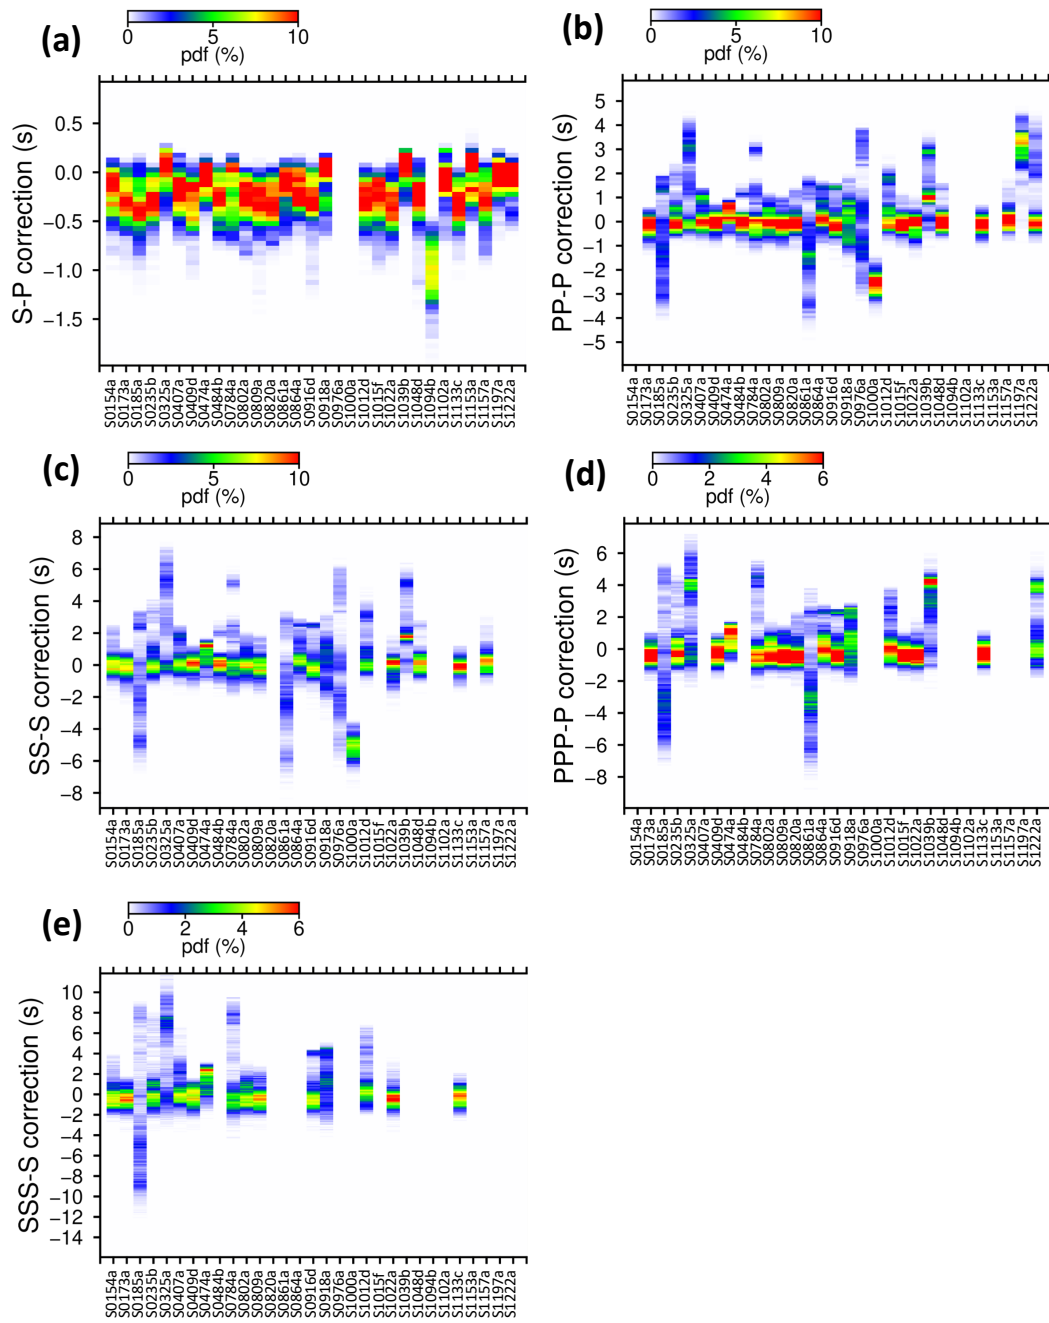 (a)
0 5 10
pdf (%)
S-P correction (s)
0.5
0.0
−0.5
−1.0
−1.5
S0154a S0173a S0185a S0235b S0325a S0407a S0409d S0474a S0484b S0784a S0802a S0809a S0820a S0861a S0864a S0916d S0918a S0976a S1000a S1012d S1015f S1022a S1039b S1048d S1094b S1102a S1133c S1153a S1157a S1197a S1222a
(b)
0 5 10
pdf (%)
PP-P correction (s)
5
4
3
2
1
0
−1
−2
−3
−4
−5
S0154a S0173a S0185a S0235b S0325a S0407a S0409d S0474a S0484b S0784a S0802a S0809a S0820a S0861a S0864a S0916d S0918a S0976a S1000a S1012d S1015f S1022a S1039b S1048d S1094b S1102a S1133c S1153a S1157a S1197a S1222a
(c)
0 5 10
pdf (%)
SS-S correction (s)
8
6
4
2
0
−2
−4
−6
−8
S0154a S0173a S0185a S0235b S0325a S0407a S0409d S0474a S0484b S0784a S0802a S0809a S0820a S0861a S0864a S0916d S0918a S0976a S1000a S1012d S1015f S1022a S1039b S1048d S1094b S1102a S1133c S1153a S1157a S1197a S1222a
(d)
0 2 4 6
pdf (%)
PPP-P correction (s)
6
4
2
0
−2
−4
−6
−8
S0154a S0173a S0185a S0235b S0325a S0407a S0409d S0474a S0484b S0784a S0802a S0809a S0820a S0861a S0864a S0916d S0918a S0976a S1000a S1012d S1015f S1022a S1039b S1048d S1094b S1102a S1133c S1153a S1157a S1197a S1222a
(e)
0 2 4 6
pdf (%)
SSS-S correction (s)
10
8
6
4
2
0
−2
−4
−6
−8
−10
−12
−14
S0154a S0173a S0185a S0235b S0325a S0407a S0409d S0474a S0484b S0784a S0802a S0809a S0820a S0861a S0864a S0916d S0918a S0976a S1000a S1012d S1015f S1022a S1039b S1048d S1094b S1102a S1133c S1153a S1157a S1197a S1222a